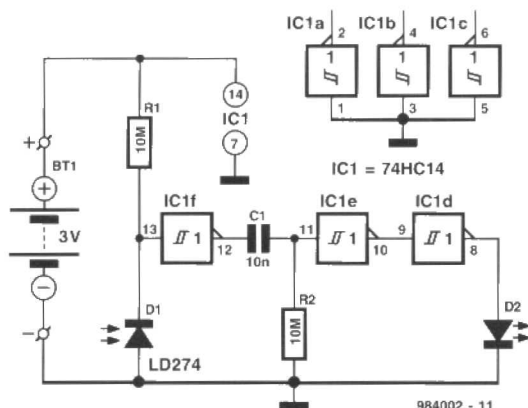 IC1a IC1b IC1c
2 4 6
1 1 1
1 3 5
IC1 = 74HC14
14
IC1
7
R1
10M
+
BT1
+
3V
−
−
IC1f
13 1 12
C1
10n
IC1e
11 1 10
IC1d
9 1 8
R2
10M
D1
LD274
D2
984002 - 11